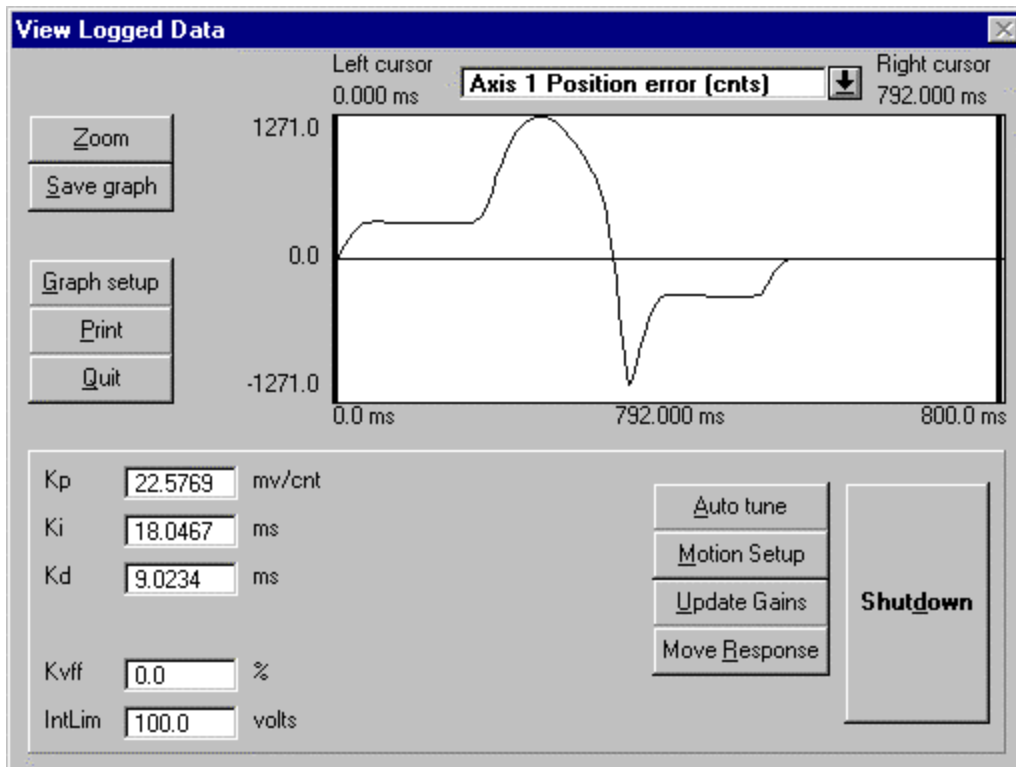 View Logged Data
Left cursor
0.000 ms
Axis 1 Position error (cnts)
Right cursor
792.000 ms
Zoom
Save graph
Graph setup
Print
Quit
1271.0
0.0
-1271.0
0.0 ms 792.000 ms 800.0 ms
Kp 22.5769 mv/cnt
Ki 18.0467 ms
Kd 9.0234 ms
Kvff 0.0 %
IntLim 100.0 volts
Auto tune
Motion Setup
Update Gains
Move Response
Shutdown